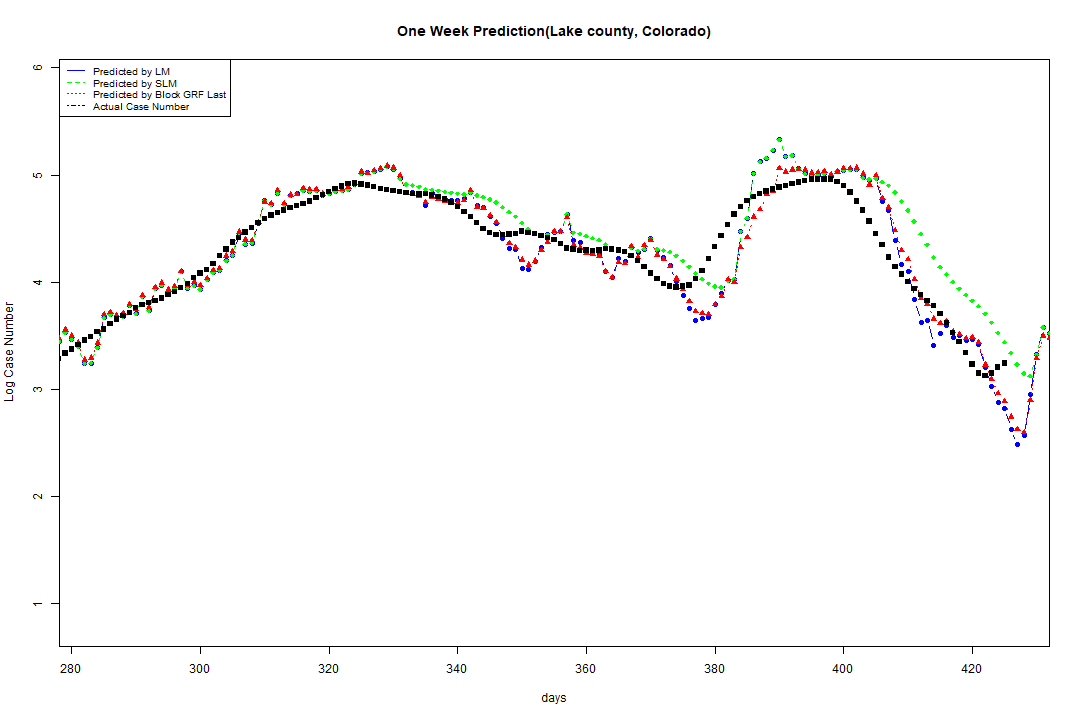 One Week Prediction(Lake county, Colorado)
Predicted by LM
Predicted by SLM
Predicted by Block GRF Last
Actual Case Number
6
5
4
3
2
1
Log Case Number
280 300 320 340 360 380 400 420
days